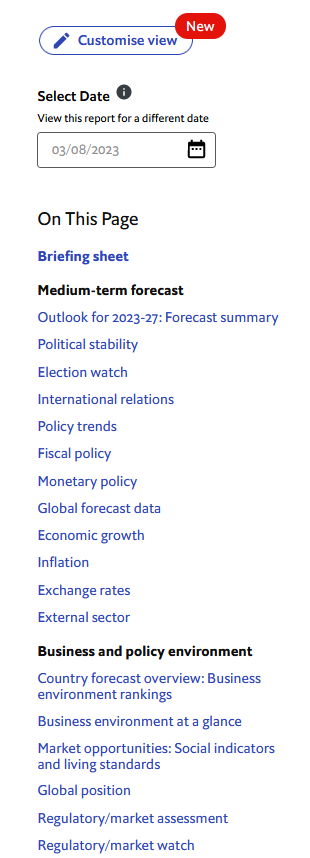 New
Customise view
Select Date
View this report for a different date
03/08/2023
On This Page
Briefing sheet
Medium-term forecast
Outlook for 2023-27: Forecast summary
Political stability
Election watch
International relations
Policy trends
Fiscal policy
Monetary policy
Global forecast data
Economic growth
Inflation
Exchange rates
External sector
Business and policy environment
Country forecast overview: Business
environment rankings
Business environment at a glance
Market opportunities: Social indicators
and living standards
Global position
Regulatory/market assessment
Regulatory/market watch